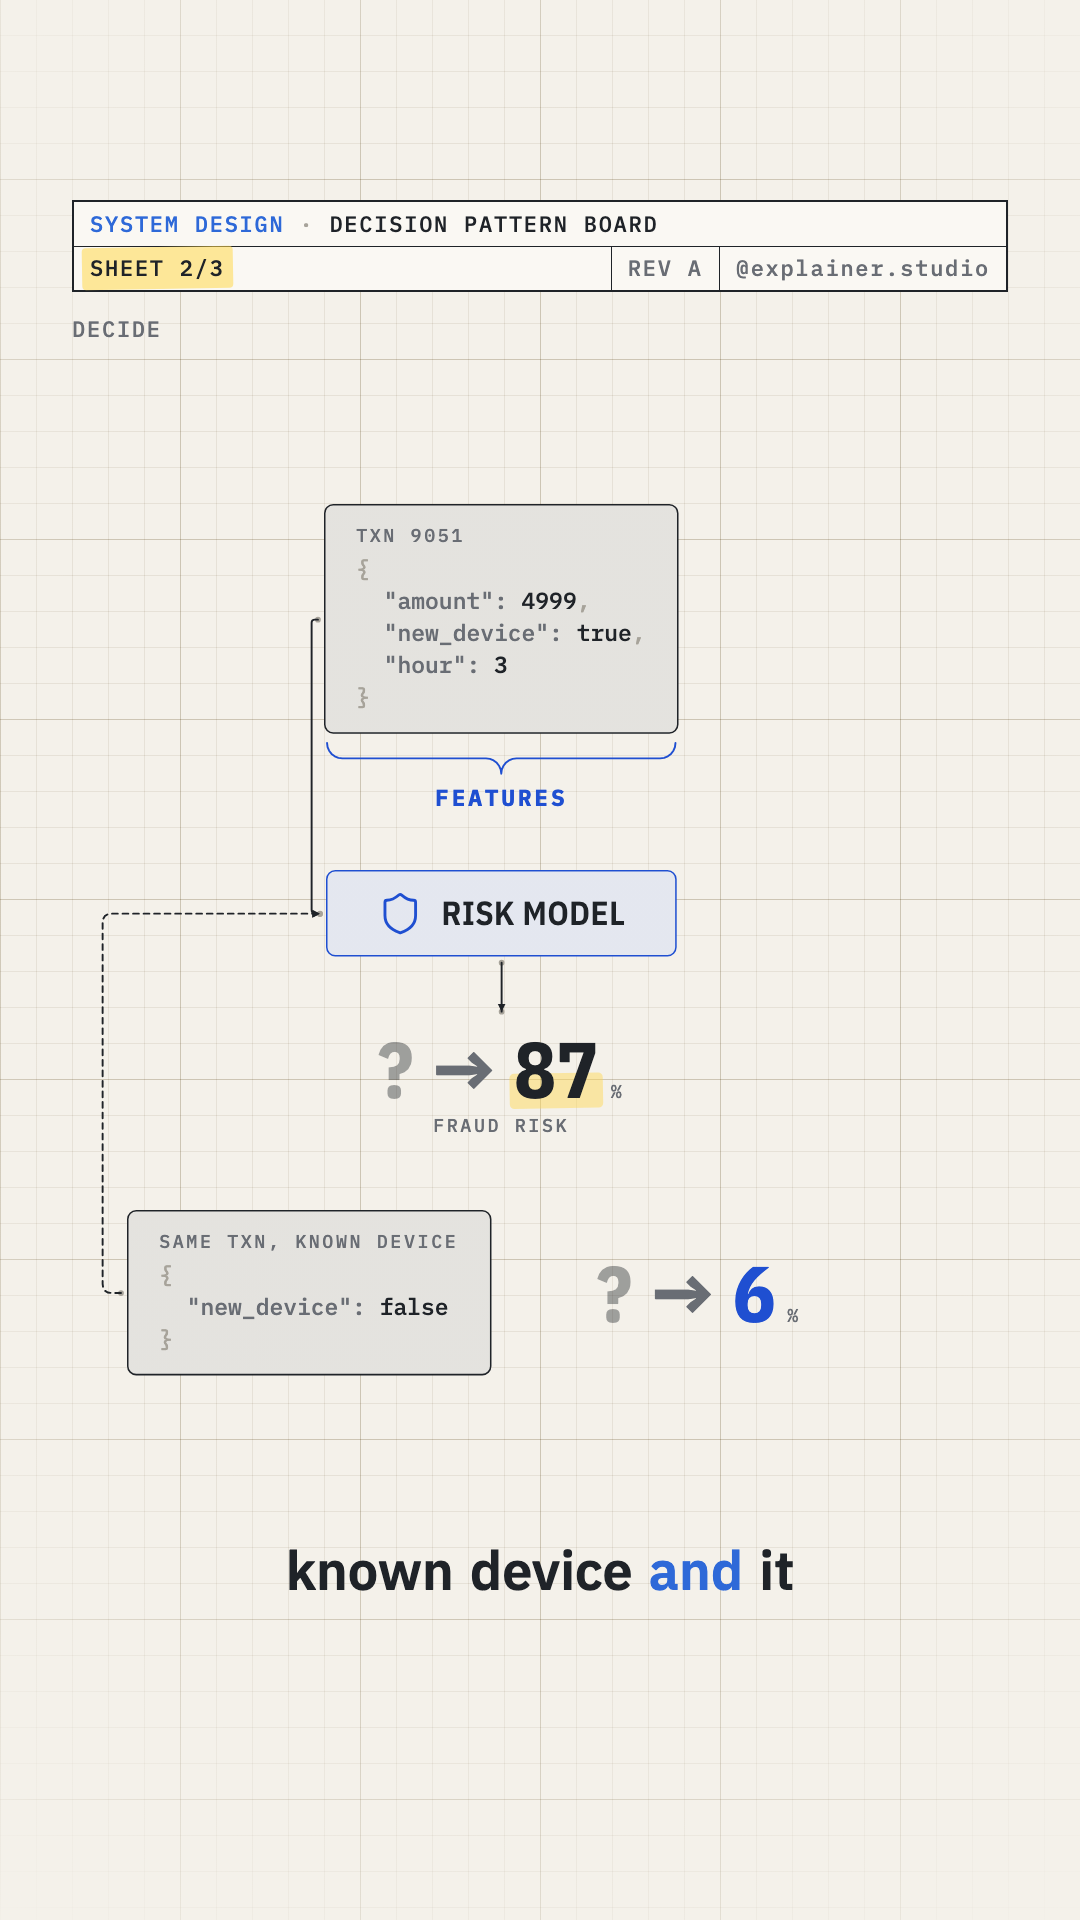 SYSTEM DESIGN · DECISION PATTERN BOARD
SHEET 2/3
REV A
@explainer.studio
DECIDE
TXN 9051
{
"amount": 4999,
"new_device": true,
"hour": 3
}
FEATURES
RISK MODEL
? → 87 %
FRAUD RISK
SAME TXN, KNOWN DEVICE
{
"new_device": false
}
? → 6 %
known device and it